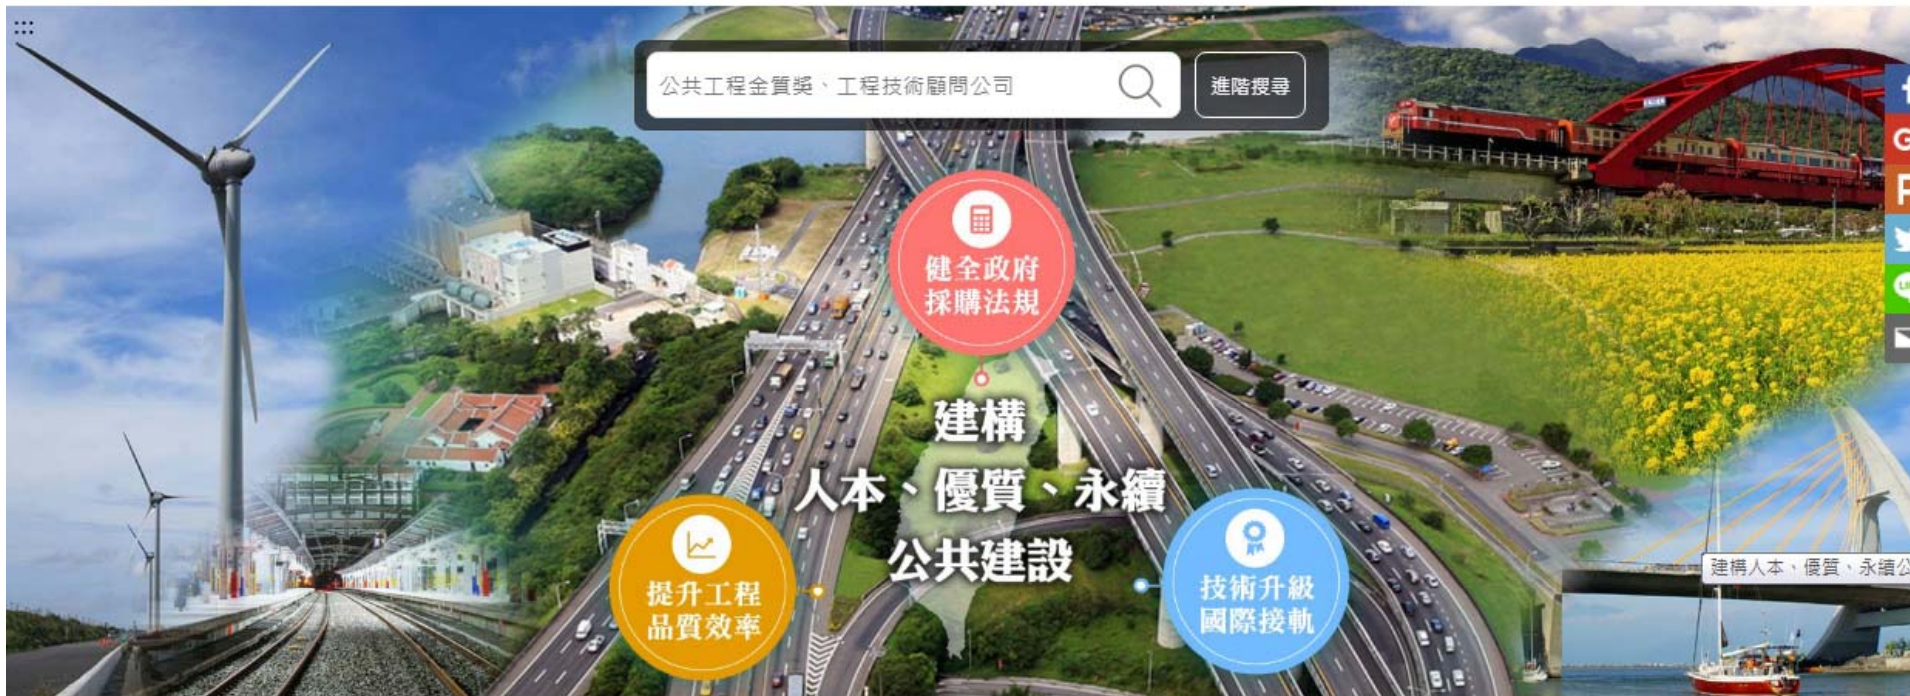 公共工程金質獎、工程技術顧問公司
進階搜尋
健全政府
採購法規
建構
人本、優質、永續
公共建設
提升工程
品質效率
技術升級
國際接軌
建構人本、優質、永續公